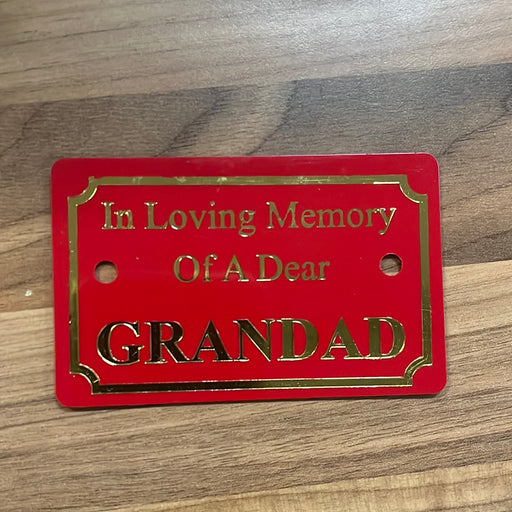 In Loving Memory
Of A Dear
GRANDAD